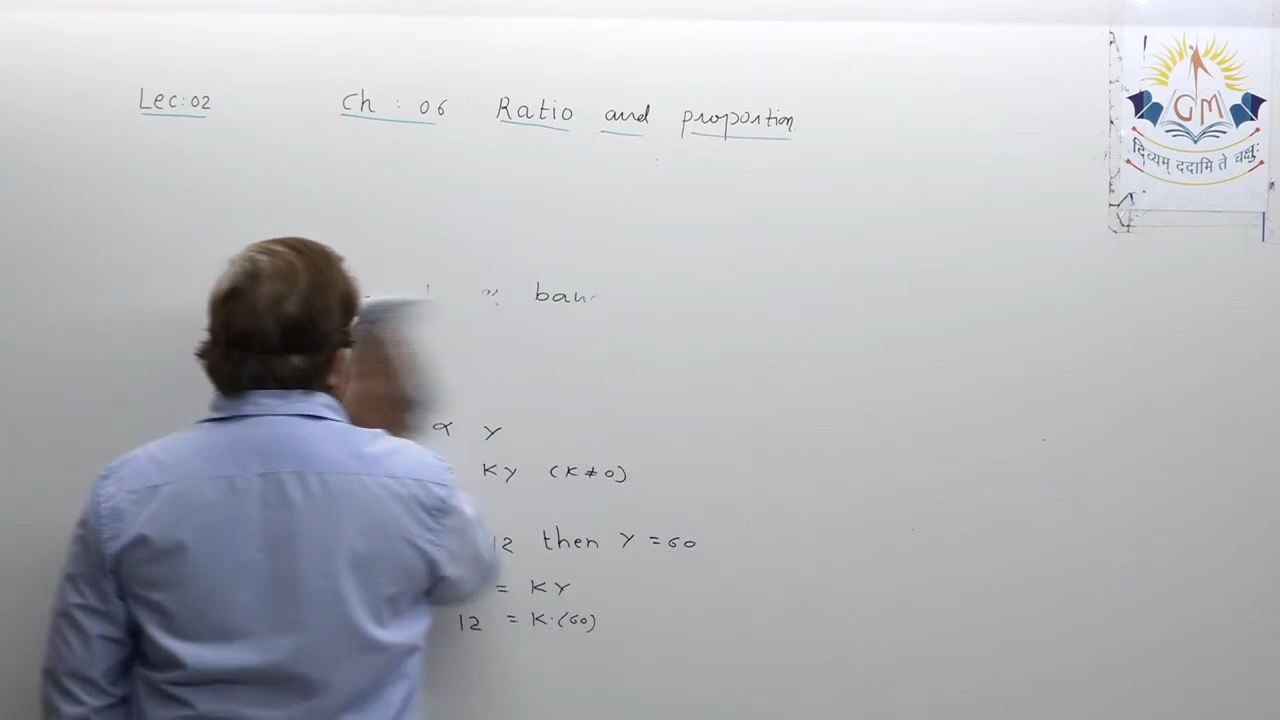 Lec:02 Ch : 06 Ratio and proportion
GM
दिव्यम् ददामि ते चक्षुः
∝ Y
KY (K≠0)
12 then Y = 60
= KY
12 = K·(60)